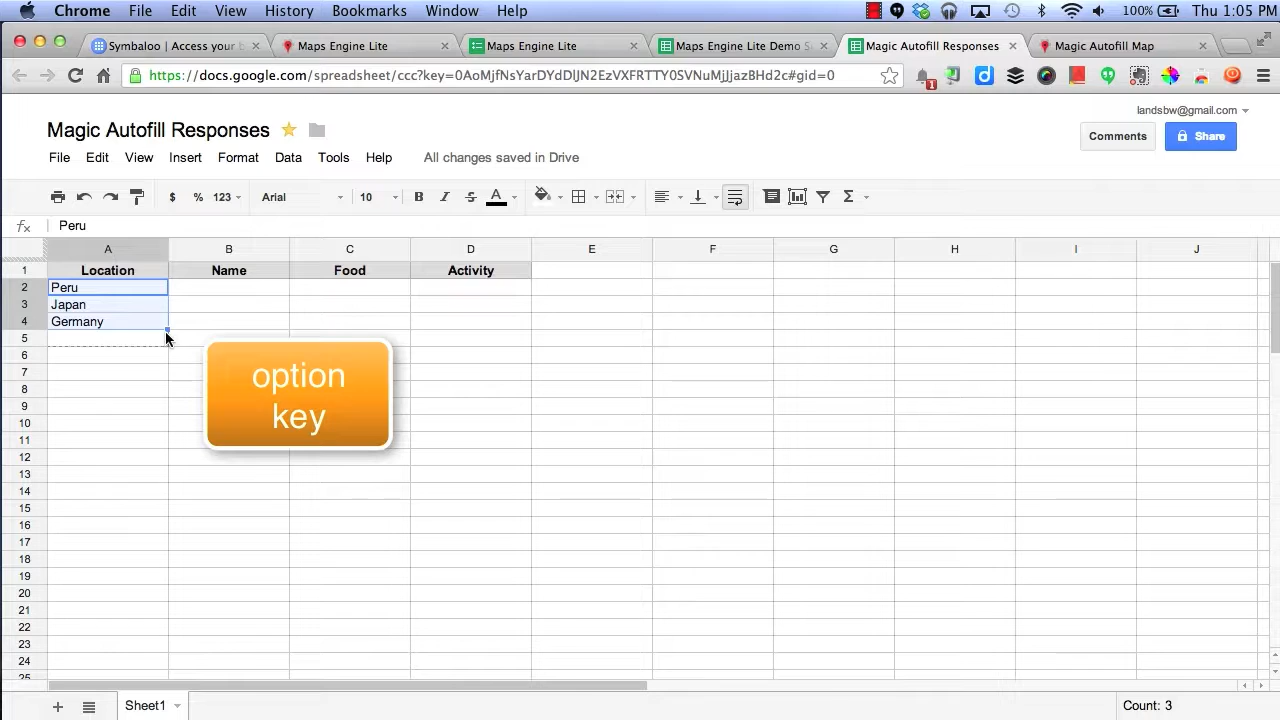 Chrome File Edit View History Bookmarks Window Help 100% Thu 1:05 PM
Symbaloo | Access your b Maps Engine Lite Maps Engine Lite Maps Engine Lite Demo S Magic Autofill Responses Magic Autofill Map
https://docs.google.com/spreadsheet/ccc?key=0AoMjfNsYarDYdDlJN2EzVXFRTTY0SVNuMjJjazBHd2c#gid=0 1
landsbw@gmail.com
Magic Autofill Responses
Comments Share
File Edit View Insert Format Data Tools Help All changes saved in Drive
$ % 123 Arial 10 B I S A Σ
fx Peru
A B C D E F G H I J
1 Location Name Food Activity
2 Peru
3 Japan
4 Germany
5
6
7
option
8
9
key
10
11
12
13
14
15
16
17
18
19
20
21
22
23
24
25
+ Sheet1 Count: 3